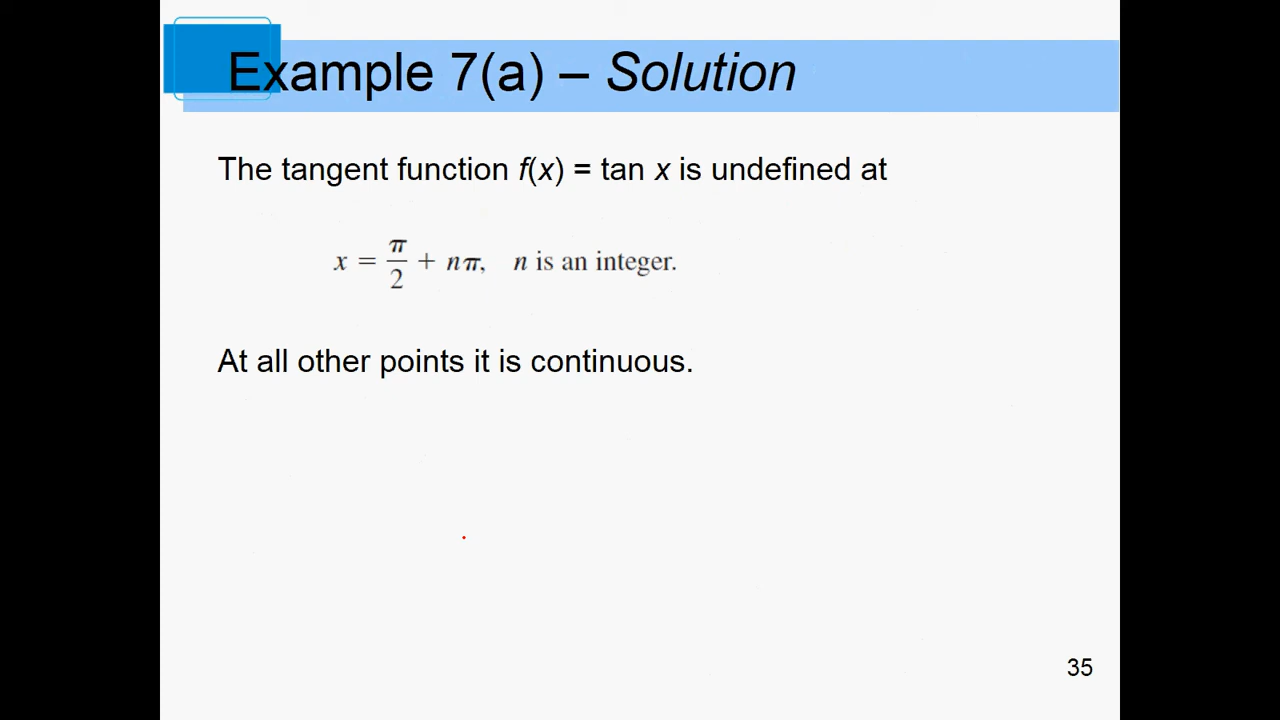 Example 7(a) – Solution
The tangent function f(x) = tan x is undefined at
x = π/2 + nπ, n is an integer.
At all other points it is continuous.
35